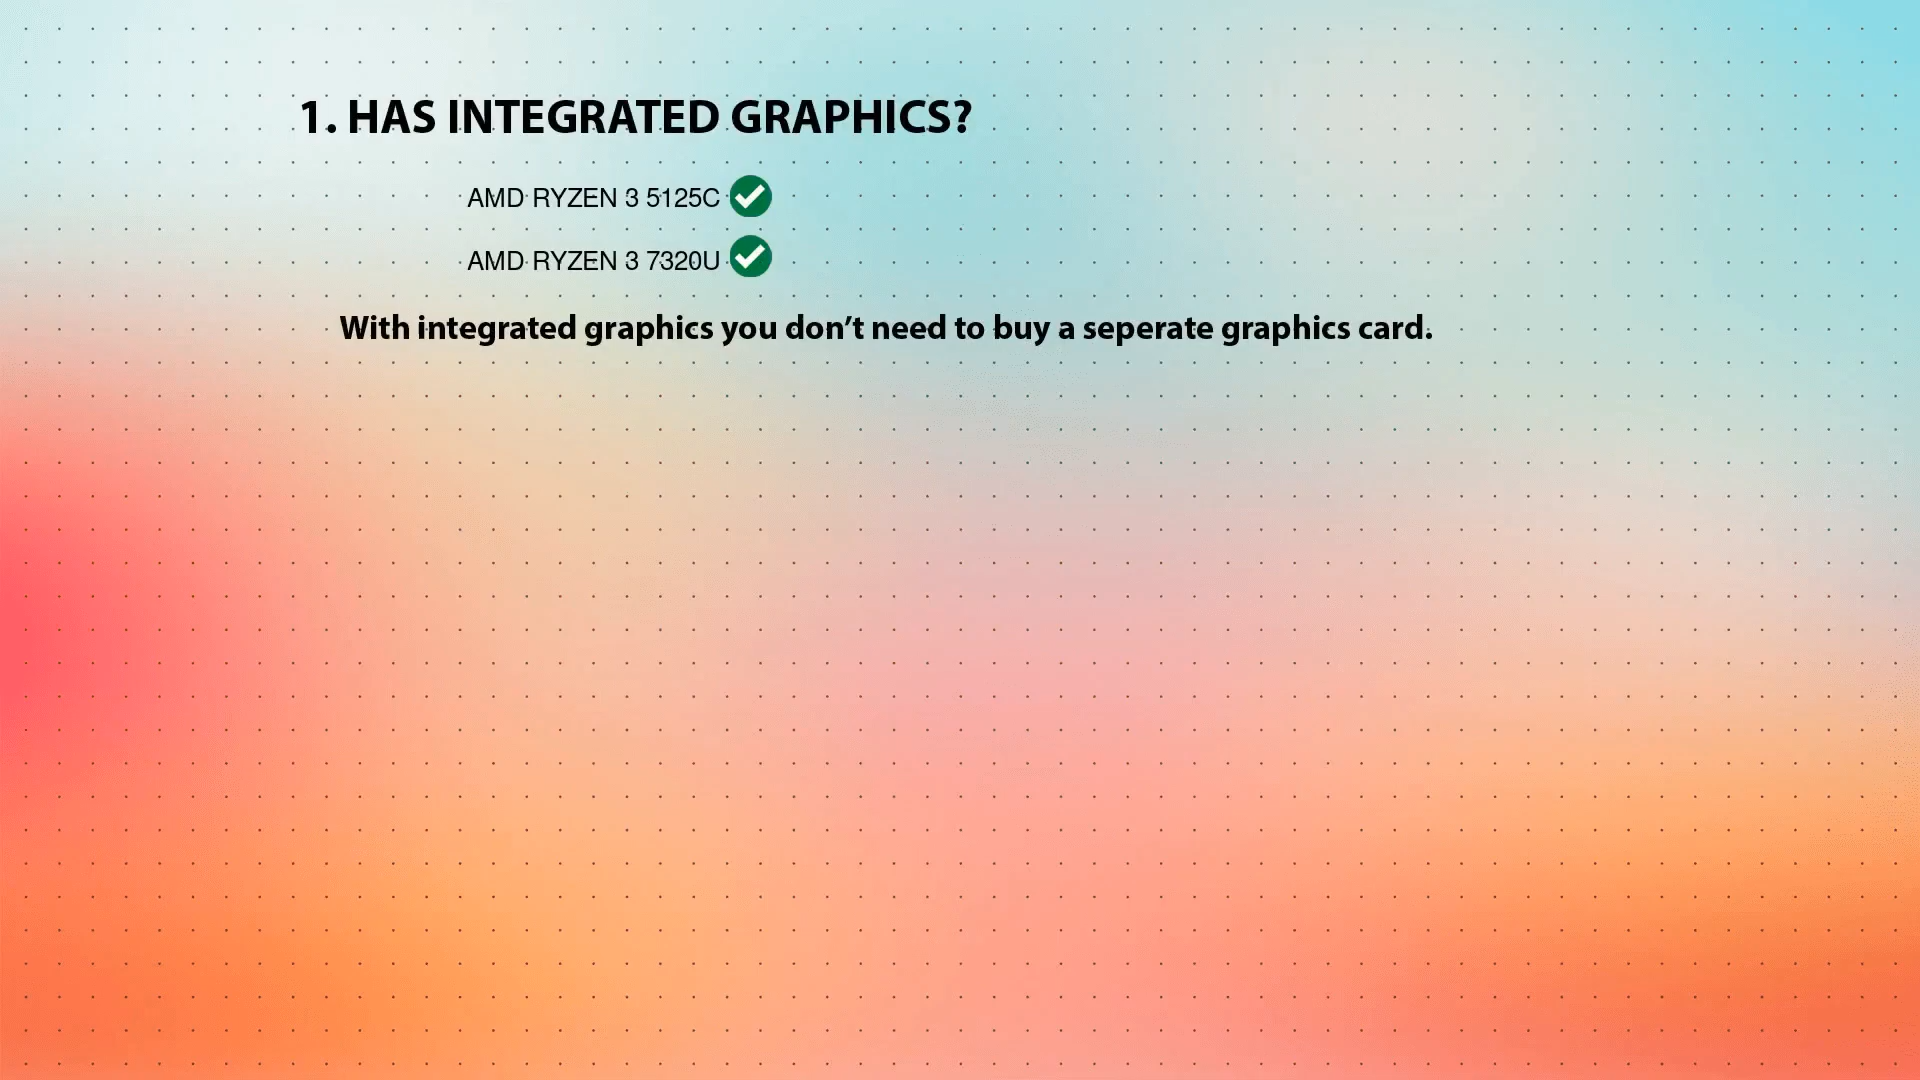 1. HAS INTEGRATED GRAPHICS?
AMD RYZEN 3 5125C
AMD RYZEN 3 7320U
With integrated graphics you don’t need to buy a seperate graphics card.